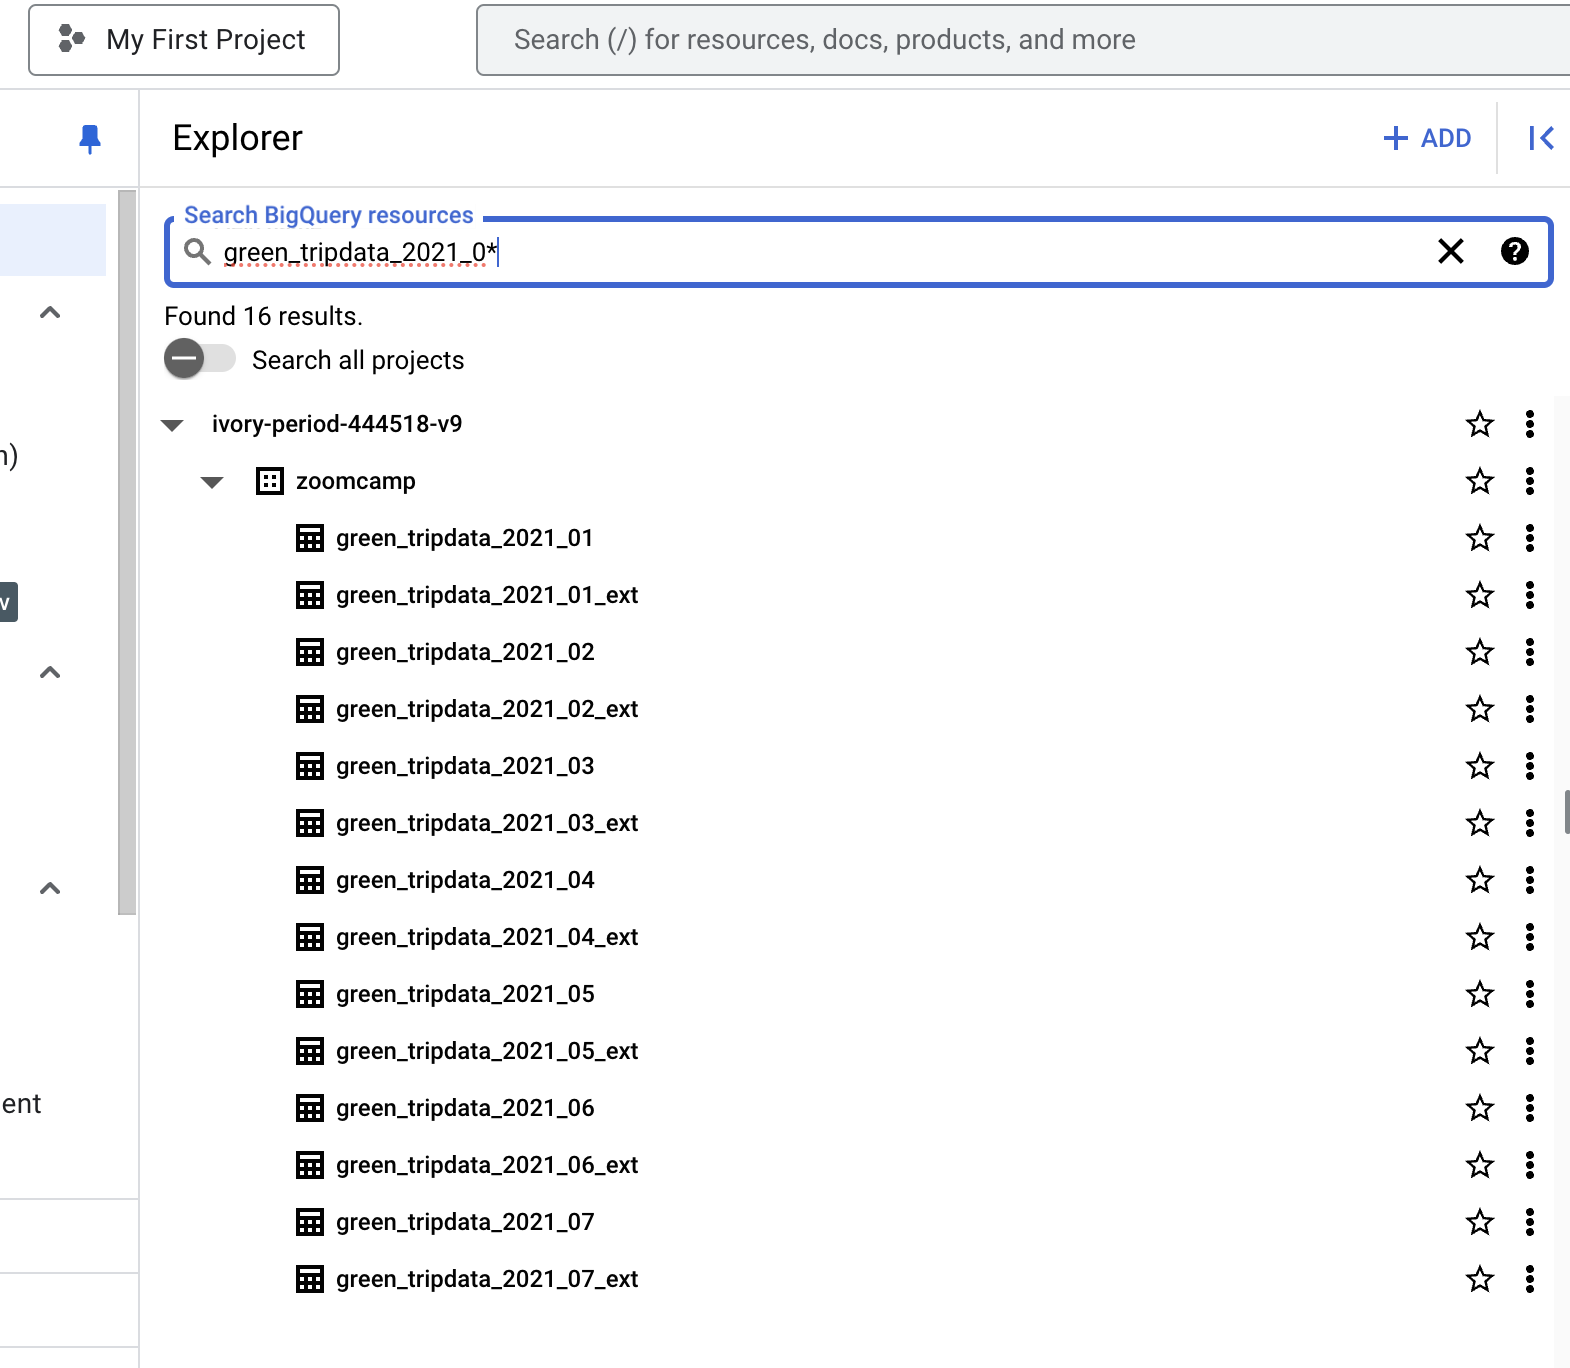 My First Project
Search (/) for resources, docs, products, and more
Explorer
ADD
Search BigQuery resources
green_tripdata_2021_0*
Found 16 results.
Search all projects
ivory-period-444518-v9
n)
zoomcamp
green_tripdata_2021_01
green_tripdata_2021_01_ext
v
green_tripdata_2021_02
green_tripdata_2021_02_ext
green_tripdata_2021_03
green_tripdata_2021_03_ext
green_tripdata_2021_04
green_tripdata_2021_04_ext
green_tripdata_2021_05
green_tripdata_2021_05_ext
ent
green_tripdata_2021_06
green_tripdata_2021_06_ext
green_tripdata_2021_07
green_tripdata_2021_07_ext